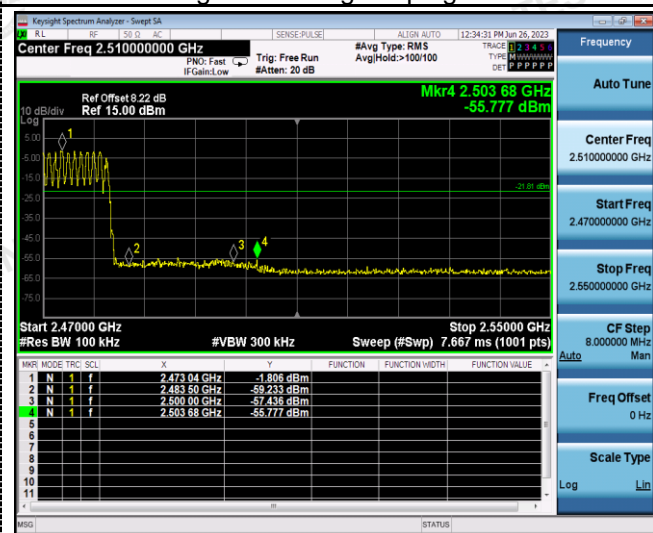 Keysight Spectrum Analyzer - Swept SA
RL RF 50 Ω AC SENSE:PULSE ALIGN AUTO 12:34:31 PM Jun 26, 2023
Center Freq 2.510000000 GHz #Avg Type: RMS TRACE 1 2 3 4 5 6
PNO: Fast Trig: Free Run Avg|Hold:>100/100 TYPE M W W W W W
IFGain:Low #Atten: 20 dB DET P P P P P P
Frequency
Auto Tune
Center Freq
2.510000000 GHz
Start Freq
2.470000000 GHz
Stop Freq
2.550000000 GHz
CF Step
8.000000 MHz
Auto Man
Freq Offset
0 Hz
Scale Type
Log Lin
Mkr4 2.503 68 GHz
-55.777 dBm
Ref Offset 8.22 dB
10 dB/div Ref 15.00 dBm
Log
5.00
-5.00
-15.0
-25.0
-35.0
-45.0
-55.0
-65.0
-75.0
1
2
3
4
-21.81 dBm
Start 2.47000 GHz Stop 2.55000 GHz
#Res BW 100 kHz #VBW 300 kHz Sweep (#Swp) 7.667 ms (1001 pts)
MKR MODE TRC SCL X Y FUNCTION FUNCTION WIDTH FUNCTION VALUE
1 N 1 f 2.473 04 GHz -1.806 dBm
2 N 1 f 2.483 50 GHz -59.233 dBm
3 N 1 f 2.500 00 GHz -57.436 dBm
4 N 1 f 2.503 68 GHz -55.777 dBm
5
6
7
8
9
10
11
MSG STATUS